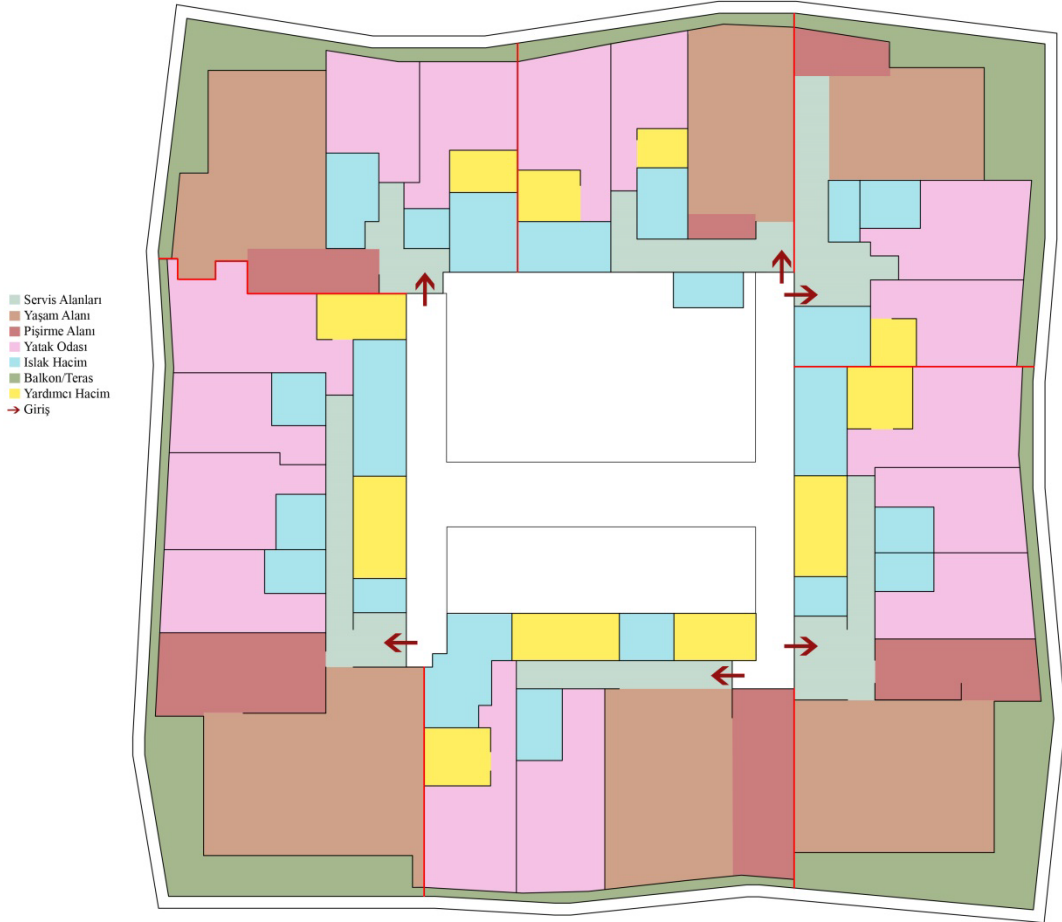 Servis Alanları
Yaşam Alanı
Pişirme Alanı
Yatak Odası
Islak Hacim
Balkon/Teras
Yardımcı Hacim
Giriş